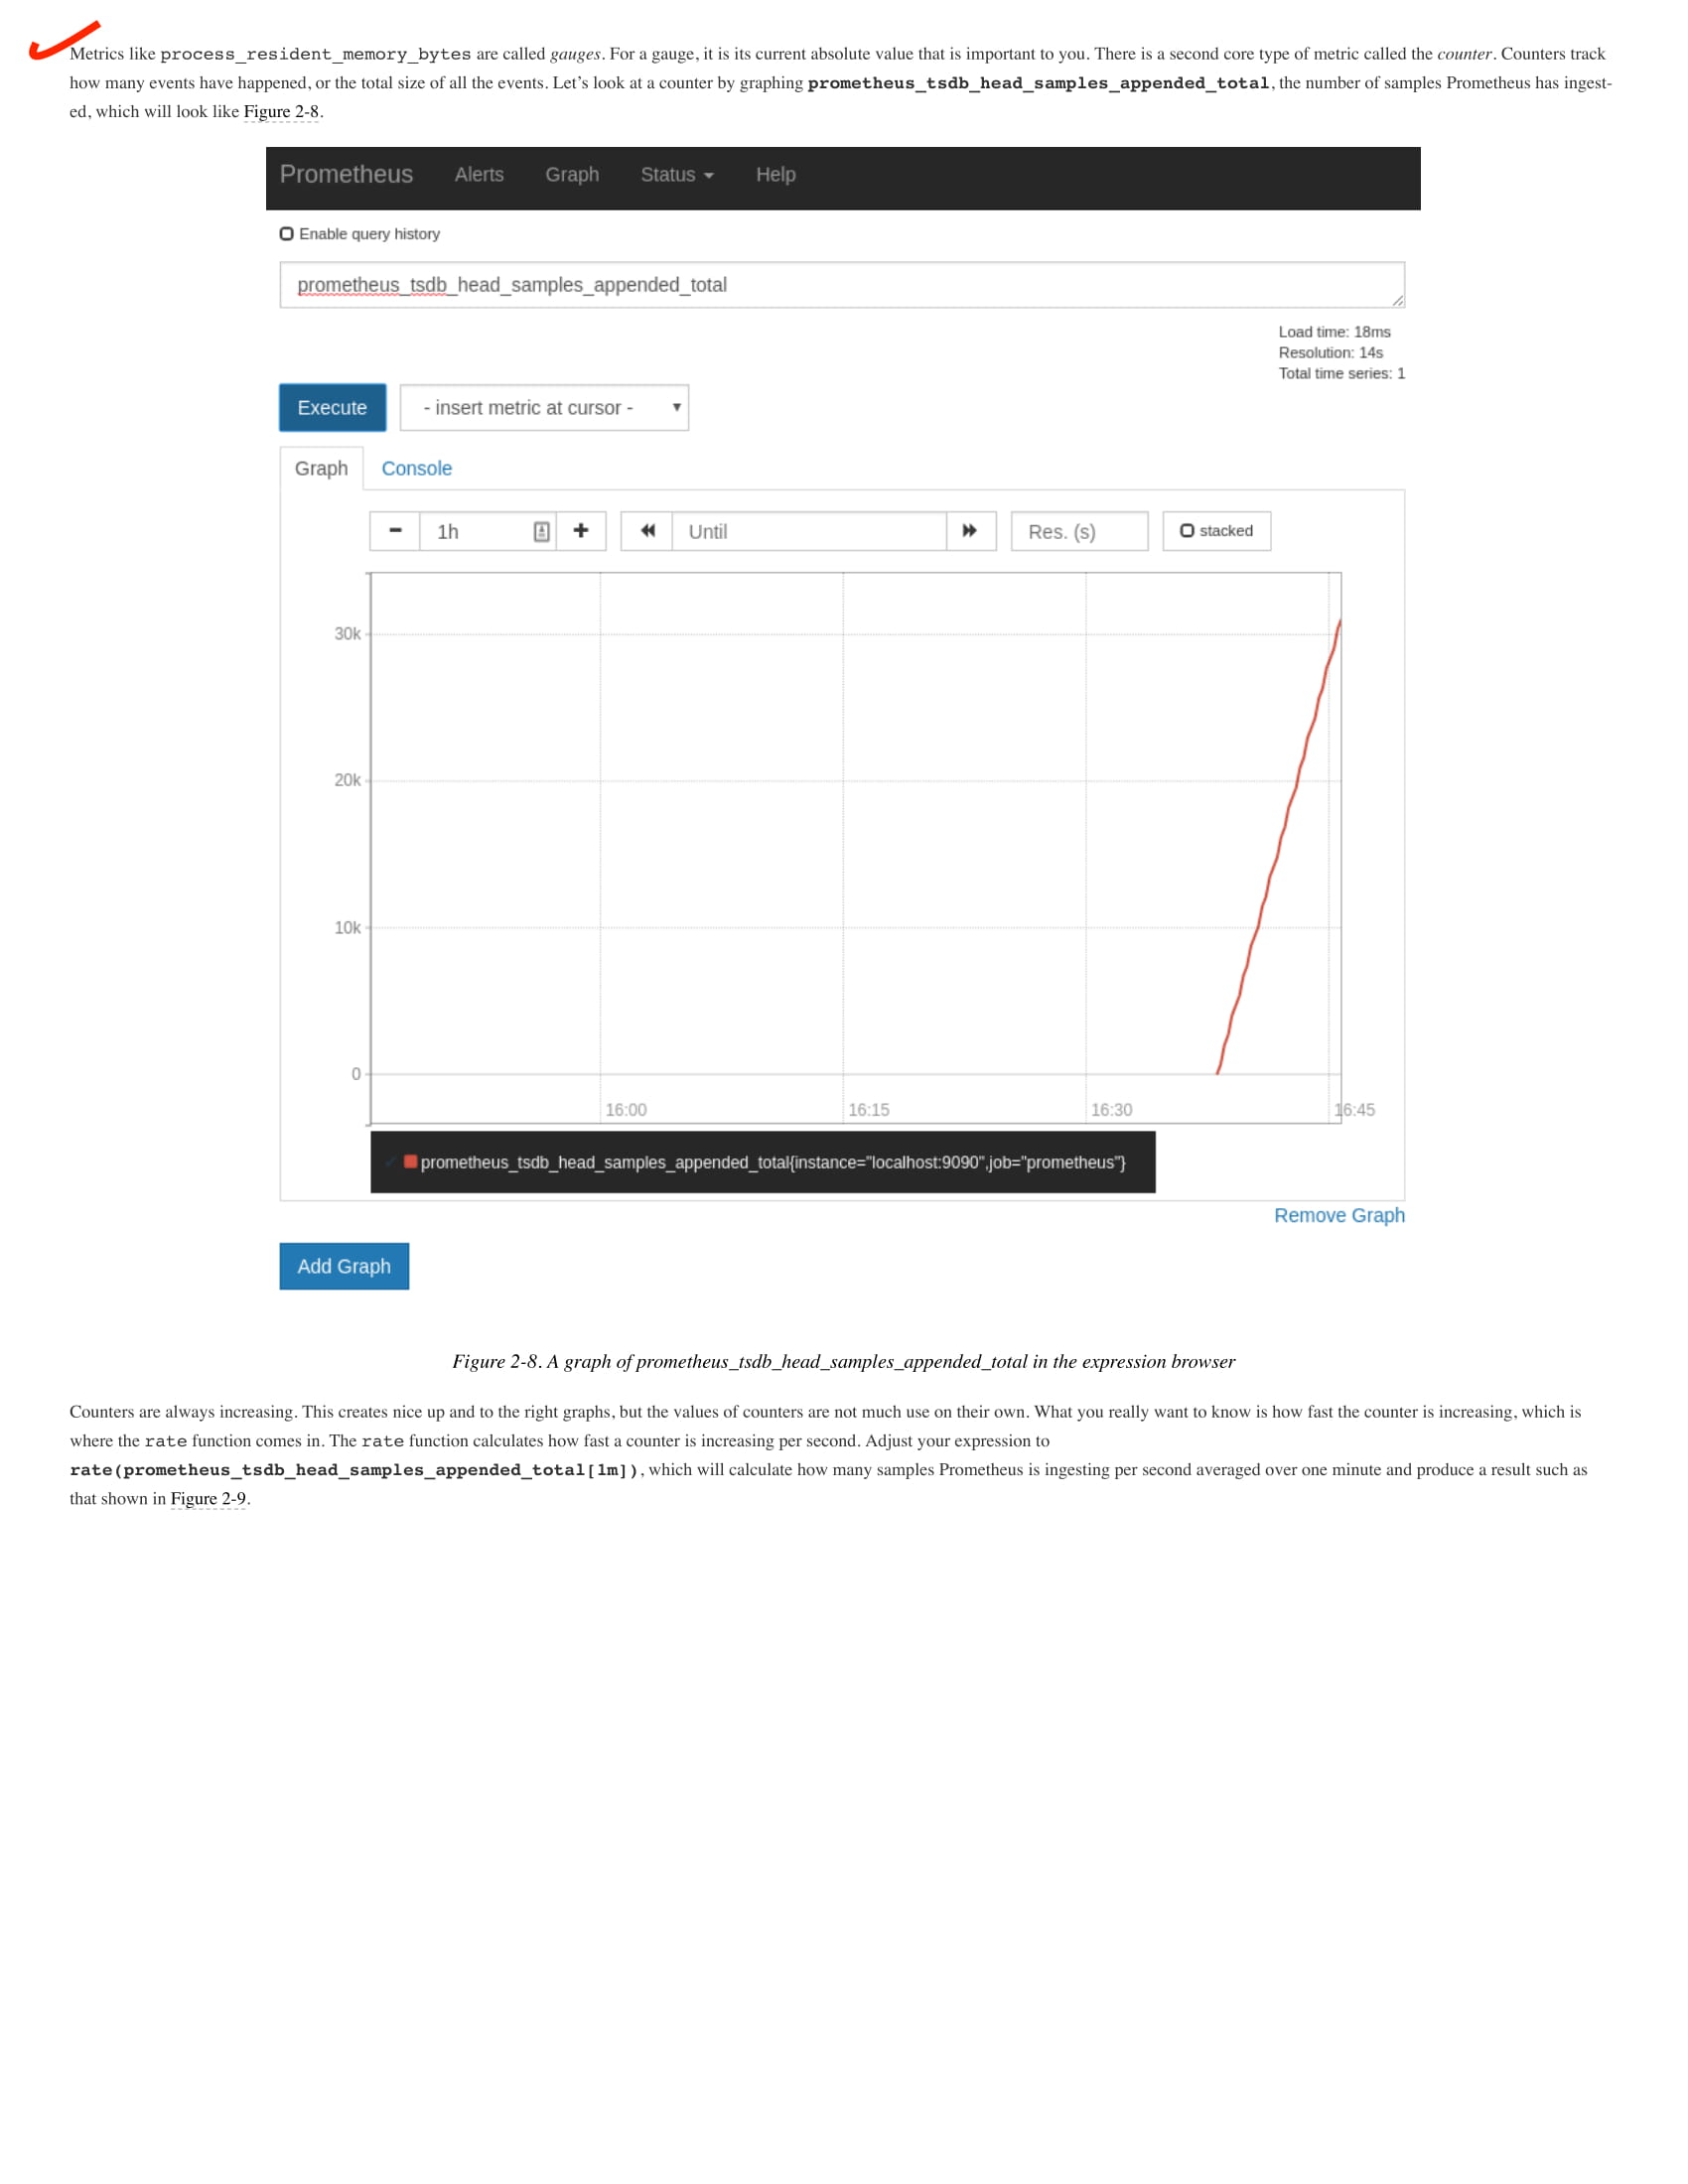 Metrics like process_resident_memory_bytes are called gauges. For a gauge, it is its current absolute value that is important to you. There is a second core type of metric called the counter. Counters track
how many events have happened, or the total size of all the events. Let’s look at a counter by graphing prometheus_tsdb_head_samples_appended_total, the number of samples Prometheus has ingest-
ed, which will look like Figure 2-8.
Prometheus Alerts Graph Status Help
Enable query history
prometheus_tsdb_head_samples_appended_total
Load time: 18ms
Resolution: 14s
Total time series: 1
Execute - insert metric at cursor -
Graph Console
1h Until Res. (s) stacked
30k
20k
10k
0
16:00 16:15 16:30 16:45
prometheus_tsdb_head_samples_appended_total{instance="localhost:9090",job="prometheus"}
Remove Graph
Add Graph
Figure 2-8. A graph of prometheus_tsdb_head_samples_appended_total in the expression browser
Counters are always increasing. This creates nice up and to the right graphs, but the values of counters are not much use on their own. What you really want to know is how fast the counter is increasing, which is
where the rate function comes in. The rate function calculates how fast a counter is increasing per second. Adjust your expression to
rate(prometheus_tsdb_head_samples_appended_total[1m]), which will calculate how many samples Prometheus is ingesting per second averaged over one minute and produce a result such as
that shown in Figure 2-9.